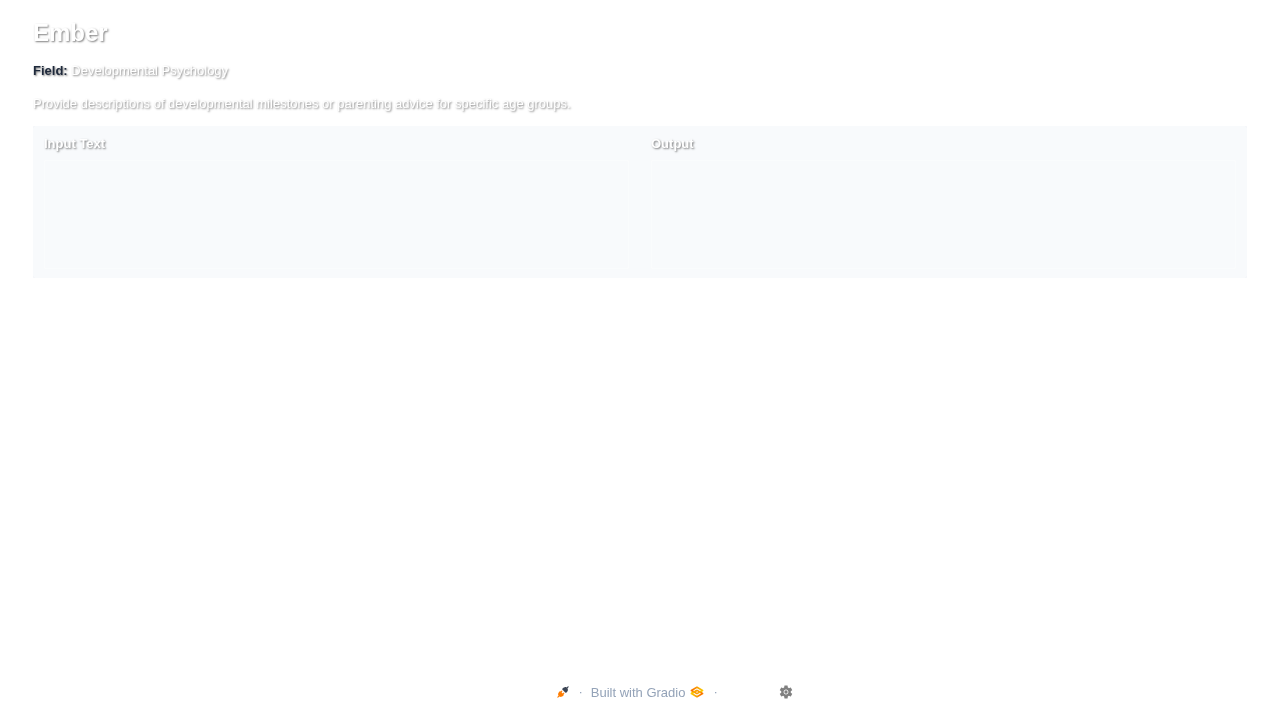 Ember
Field: Developmental Psychology
Provide descriptions of developmental milestones or parenting advice for specific age groups.
Input Text
Output
· Built with Gradio ·